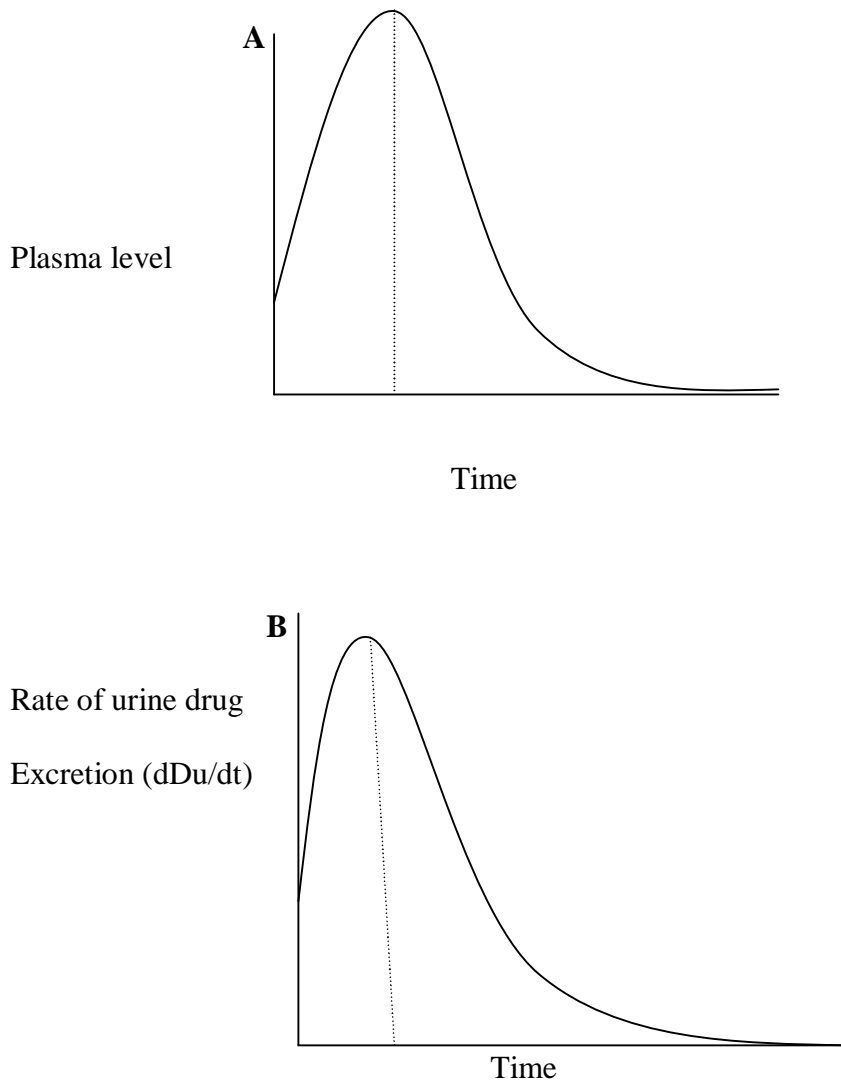 A
Plasma level
Time
B
Rate of urine drug
Excretion (dDu/dt)
Time